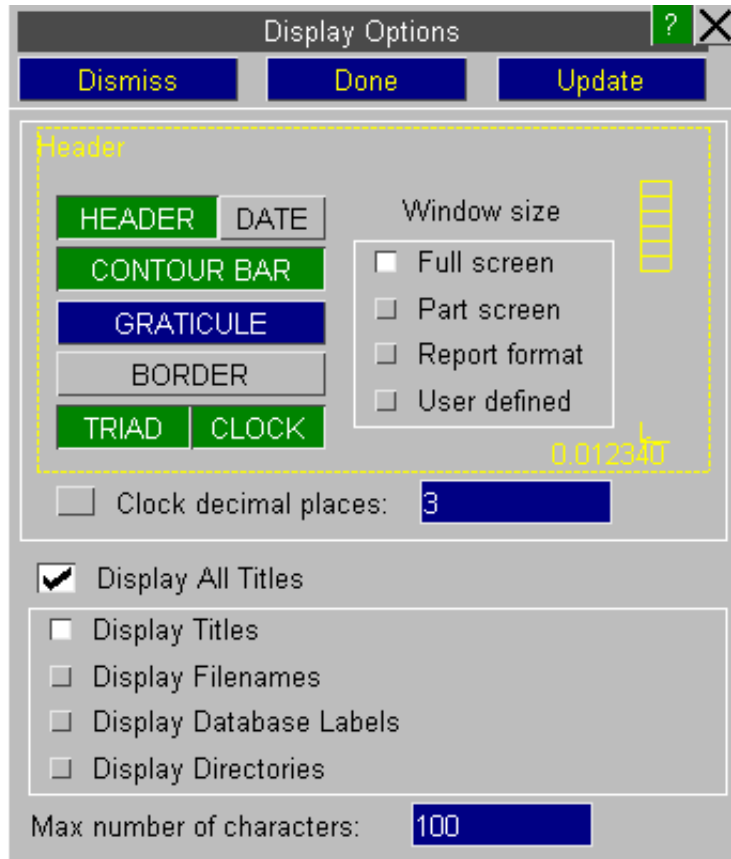 Display Options ?
Dismiss Done Update
Header
HEADER DATE Window size
CONTOUR BAR Full screen
GRATICULE Part screen
BORDER Report format
TRIAD CLOCK User defined
0.012340
Clock decimal places: 3
Display All Titles
Display Titles
Display Filenames
Display Database Labels
Display Directories
Max number of characters: 100